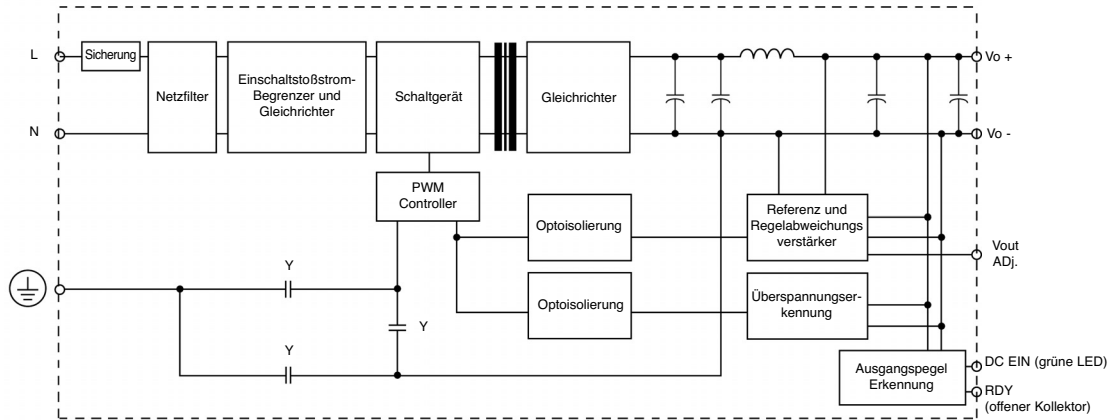 L
Sicherung
Netzfilter
Einschaltstoßstrom-
Begrenzer und
Gleichrichter
Schaltgerät
Gleichrichter
Vo +
N
Vo -
PWM
Controller
Optoisolierung
Referenz und
Regelabweichungs
verstärker
Vout
ADj.
Y
Y
Optoisolierung
Überspannungser-
kennung
Y
Ausgangspegel
Erkennung
DC EIN (grüne LED)
RDY
(offener Kollektor)